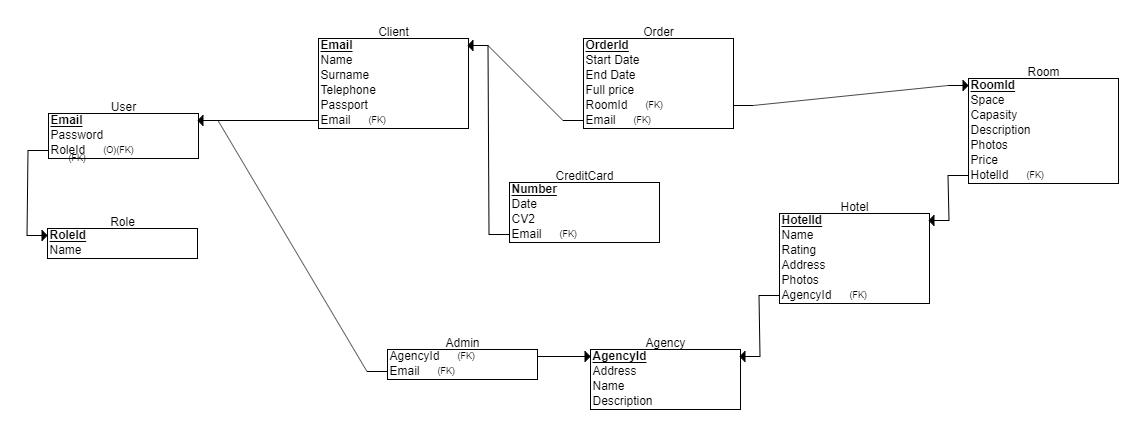 Client
Email
Name
Surname
Telephone
Passport
Email (FK)
Order
OrderId
Start Date
End Date
Full price
RoomId (FK)
Email (FK)
Room
RoomId
Space
Capasity
Description
Photos
Price
HotelId (FK)
User
Email
Password
RoleId (O)(FK)
(FK)
CreditCard
Number
Date
CV2
Email (FK)
Role
RoleId
Name
Hotel
HotelId
Name
Rating
Address
Photos
AgencyId (FK)
Admin
AgencyId (FK)
Email (FK)
Agency
AgencyId
Address
Name
Description